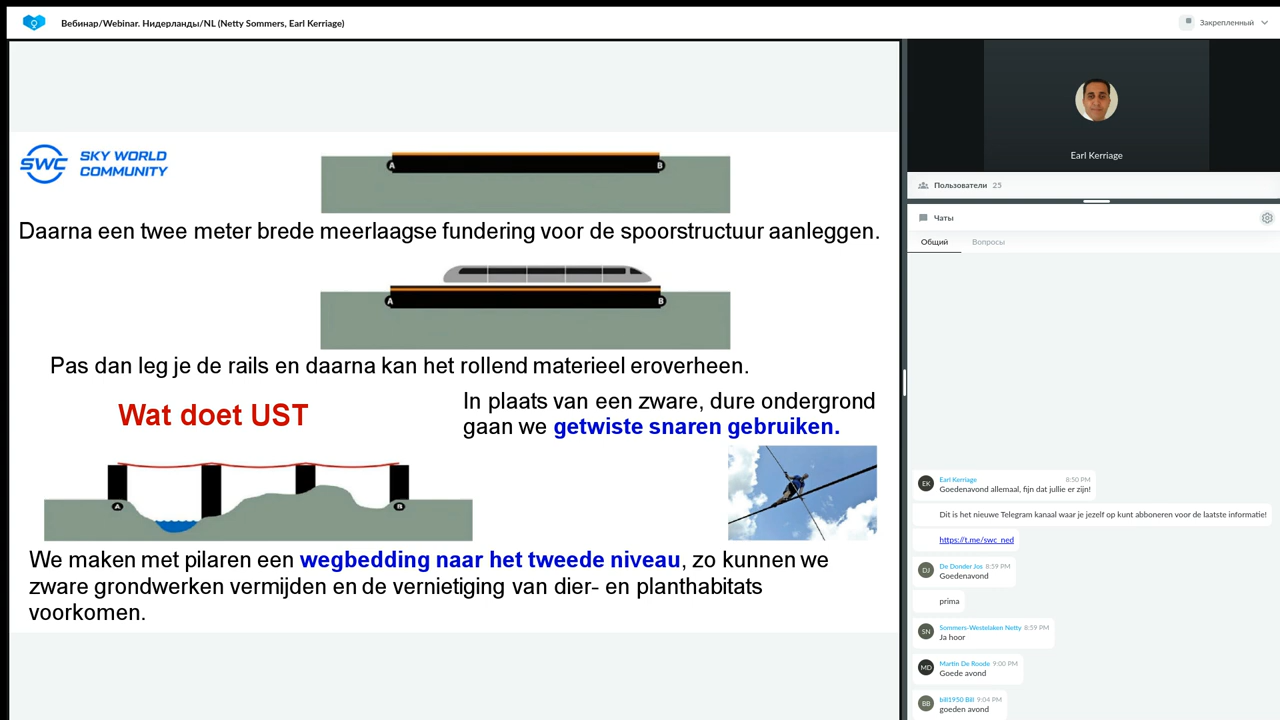 Вебинар/Webinar. Нидерланды/NL (Netty Sommers, Earl Kerriage)
Закрепленный
SWC SKY WORLD
COMMUNITY
A B
Daarna een twee meter brede meerlaagse fundering voor de spoorstructuur aanleggen.
A B
Pas dan leg je de rails en daarna kan het rollend materieel eroverheen.
Wat doet UST
In plaats van een zware, dure ondergrond
gaan we getwiste snaren gebruiken.
A B
We maken met pilaren een wegbedding naar het tweede niveau, zo kunnen we
zware grondwerken vermijden en de vernietiging van dier- en planthabitats
voorkomen.
Earl Kerriage
Пользователи 25
Чаты
Общий Вопросы
EK Earl Kerriage 8:50 PM
Goedenavond allemaal, fijn dat jullie er zijn!
Dit is het nieuwe Telegram kanaal waar je jezelf op kunt abboneren voor de laatste informatie!
https://t.me/swc_ned
DJ De Donder Jos 8:59 PM
Goedenavond
prima
SN Sommers-Westelaken Netty 8:59 PM
Ja hoor
MD Martin De Roode 9:00 PM
Goede avond
BB bill1950 Bill 9:04 PM
goeden avond